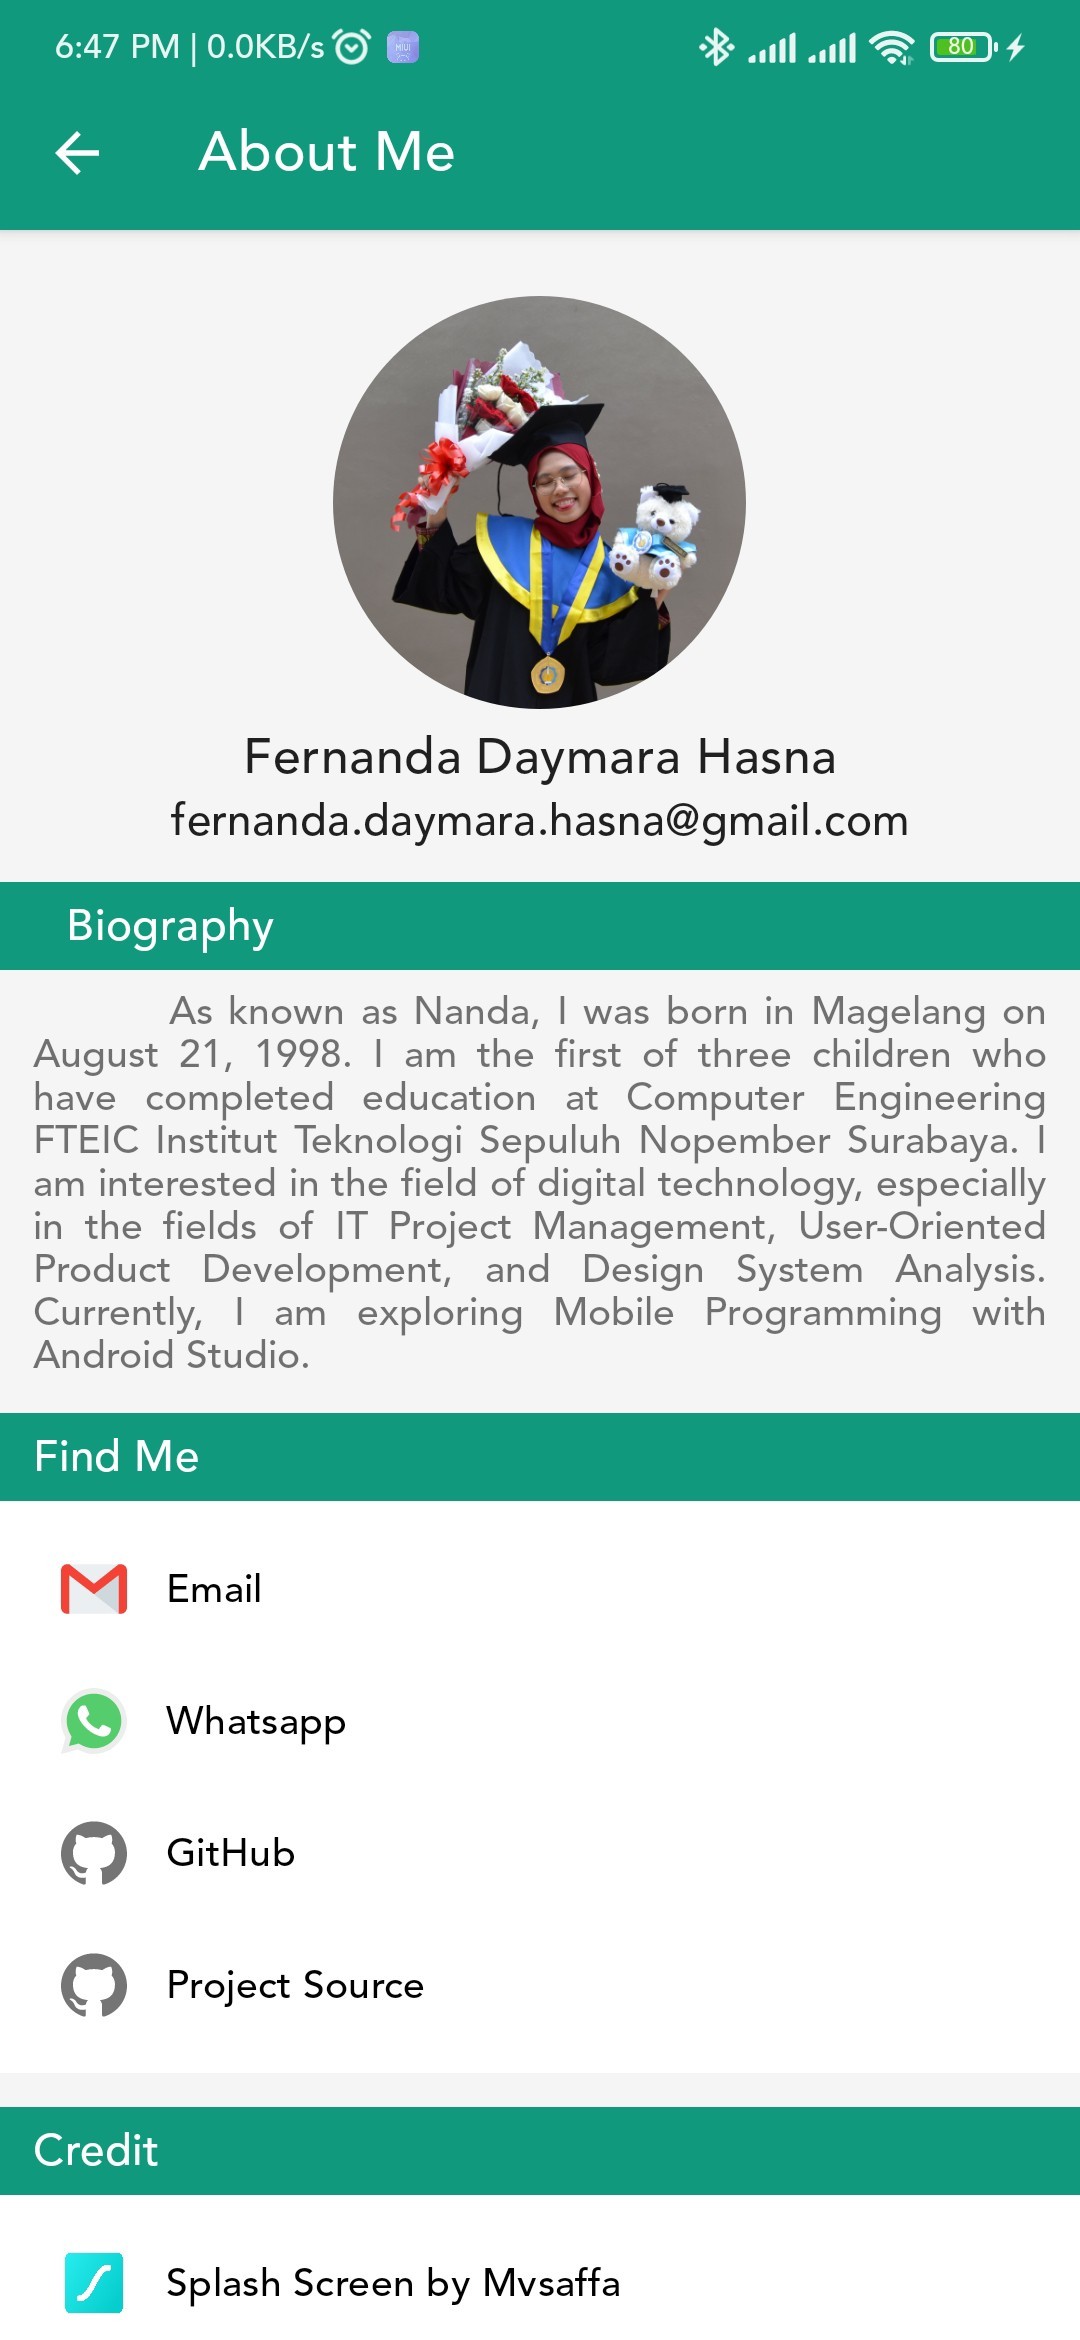 6:47 PM | 0.0KB/s
80
About Me
Fernanda Daymara Hasna
fernanda.daymara.hasna@gmail.com
Biography
As known as Nanda, I was born in Magelang on
August 21, 1998. I am the first of three children who
have completed education at Computer Engineering
FTEIC Institut Teknologi Sepuluh Nopember Surabaya. I
am interested in the field of digital technology, especially
in the fields of IT Project Management, User-Oriented
Product Development, and Design System Analysis.
Currently, I am exploring Mobile Programming with
Android Studio.
Find Me
Email
Whatsapp
GitHub
Project Source
Credit
Splash Screen by Mvsaffa